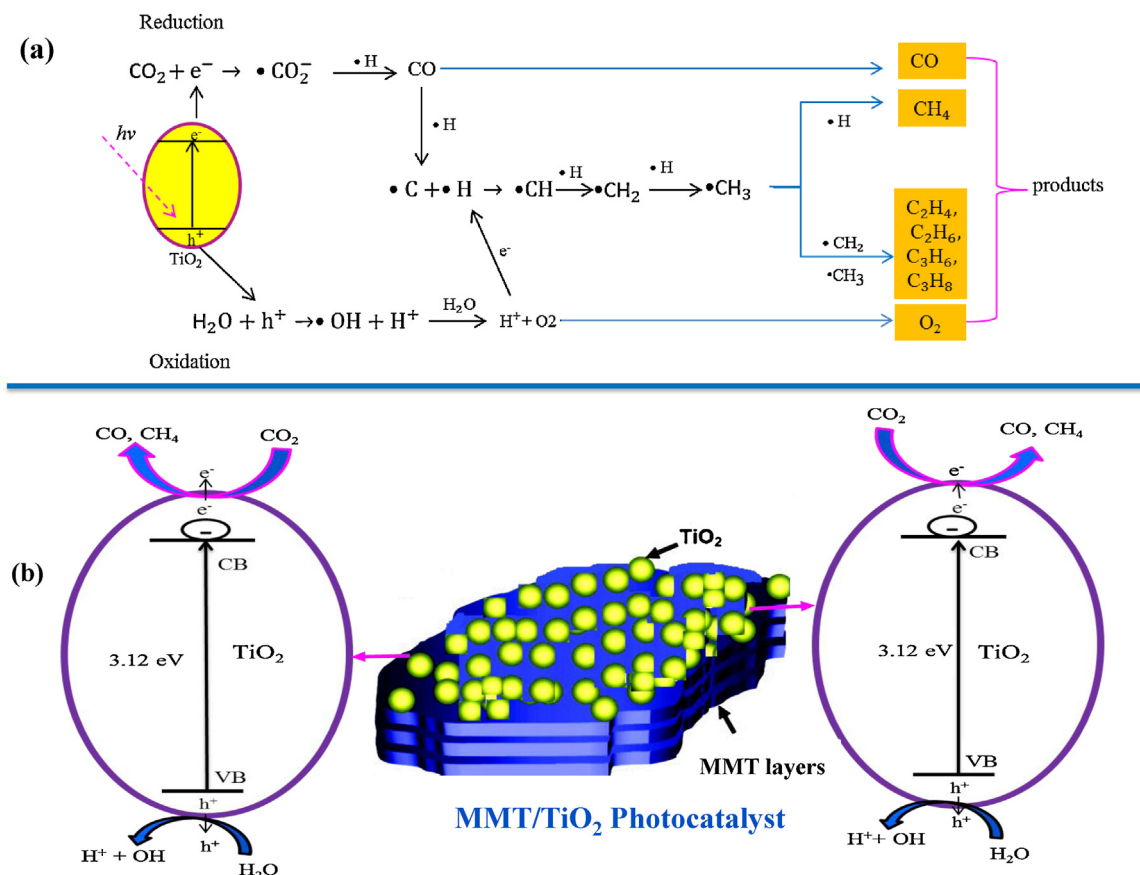 (a)
Reduction
CO₂ + e⁻ → •CO₂⁻ •H → CO
CO
•H
CH₄
•H
hν
e⁻
h⁺
TiO₂
•C + •H → •CH •H → •CH₂ •H → •CH₃
products
e⁻
•CH₂
•CH₃
C₂H₄,
C₂H₆,
C₃H₆,
C₃H₈
H₂O + h⁺ → •OH + H⁺ H₂O → H⁺ + O2
O₂
Oxidation
(b)
CO, CH₄
CO₂
e⁻
e⁻
-
CB
3.12 eV
TiO₂
VB
h⁺
h⁺
H⁺ + OH
H₂O
TiO₂
MMT layers
MMT/TiO₂ Photocatalyst
CO₂
CO, CH₄
e⁻
e⁻
-
CB
3.12 eV
TiO₂
VB
h⁺
h⁺
H⁺+ OH
H₂O